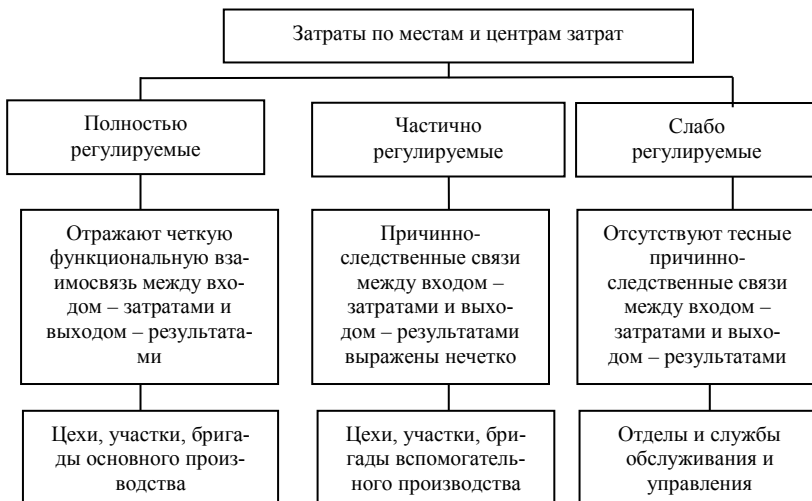 Затраты по местам и центрам затрат
Полностью
регулируемые
Частично
регулируемые
Слабо
регулируемые
Отражают четкую
функциональную вза-
имосвязь между вхо-
дом – затратами и
выходом – результата-
ми
Причинно-
следственные связи
между входом –
затратами и выхо-
дом – результатами
выражены нечетко
Отсутствуют тесные
причинно-
следственные связи
между входом –
затратами и выхо-
дом – результатами
Цехи, участки, брига-
ды основного произ-
водства
Цехи, участки, бри-
гады вспомогатель-
ного производства
Отделы и службы
обслуживания и
управления